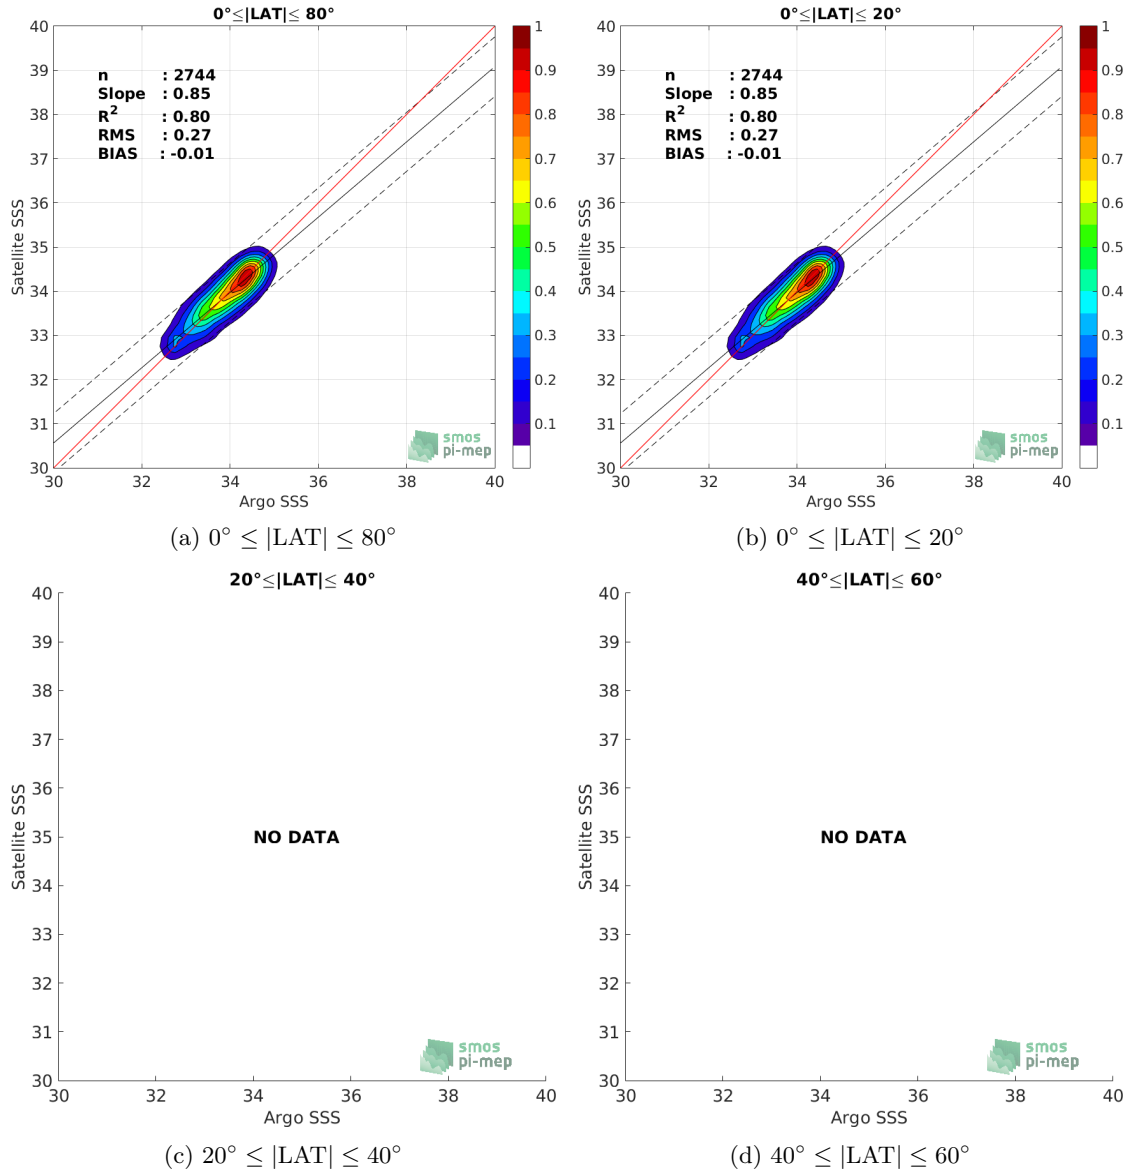 0°≤|LAT|≤ 80°
40
39
38
37
36
35
34
33
32
31
30
Satellite SSS
n : 2744
Slope : 0.85
R² : 0.80
RMS : 0.27
BIAS : -0.01
smos
pi-mep
30 32 34 36 38 40
Argo SSS
1
0.9
0.8
0.7
0.6
0.5
0.4
0.3
0.2
0.1
(a) 0° ≤ |LAT| ≤ 80°
0°≤|LAT|≤ 20°
40
39
38
37
36
35
34
33
32
31
30
Satellite SSS
n : 2744
Slope : 0.85
R² : 0.80
RMS : 0.27
BIAS : -0.01
smos
pi-mep
30 32 34 36 38 40
Argo SSS
1
0.9
0.8
0.7
0.6
0.5
0.4
0.3
0.2
0.1
(b) 0° ≤ |LAT| ≤ 20°
20°≤|LAT|≤ 40°
40
39
38
37
36
35
34
33
32
31
30
Satellite SSS
NO DATA
smos
pi-mep
30 32 34 36 38 40
Argo SSS
(c) 20° ≤ |LAT| ≤ 40°
40°≤|LAT|≤ 60°
40
39
38
37
36
35
34
33
32
31
30
Satellite SSS
NO DATA
smos
pi-mep
30 32 34 36 38 40
Argo SSS
(d) 40° ≤ |LAT| ≤ 60°